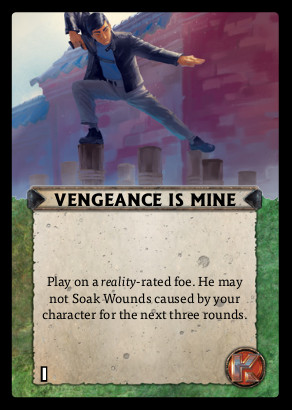 VENGEANCE IS MINE
Play on a reality-rated foe. He may
not Soak Wounds caused by your
character for the next three rounds.